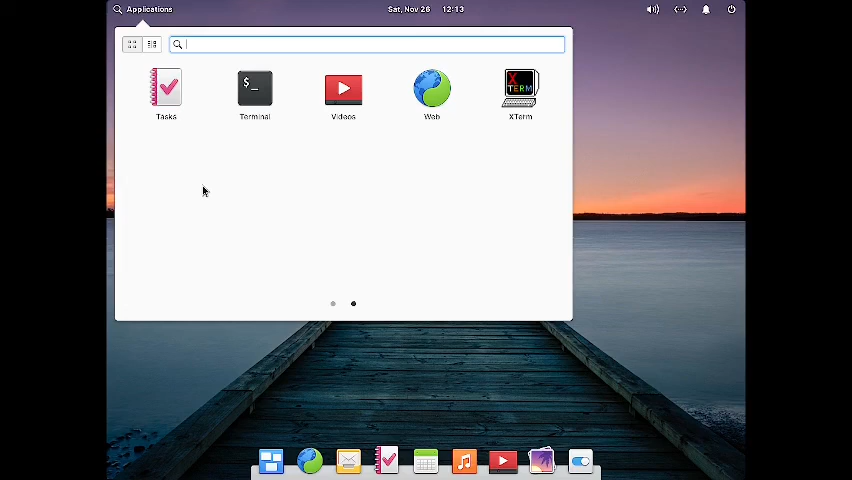 Applications
Sat, Nov 26 12:13
$ _
X
TERM
Tasks
Terminal
Videos
Web
XTerm